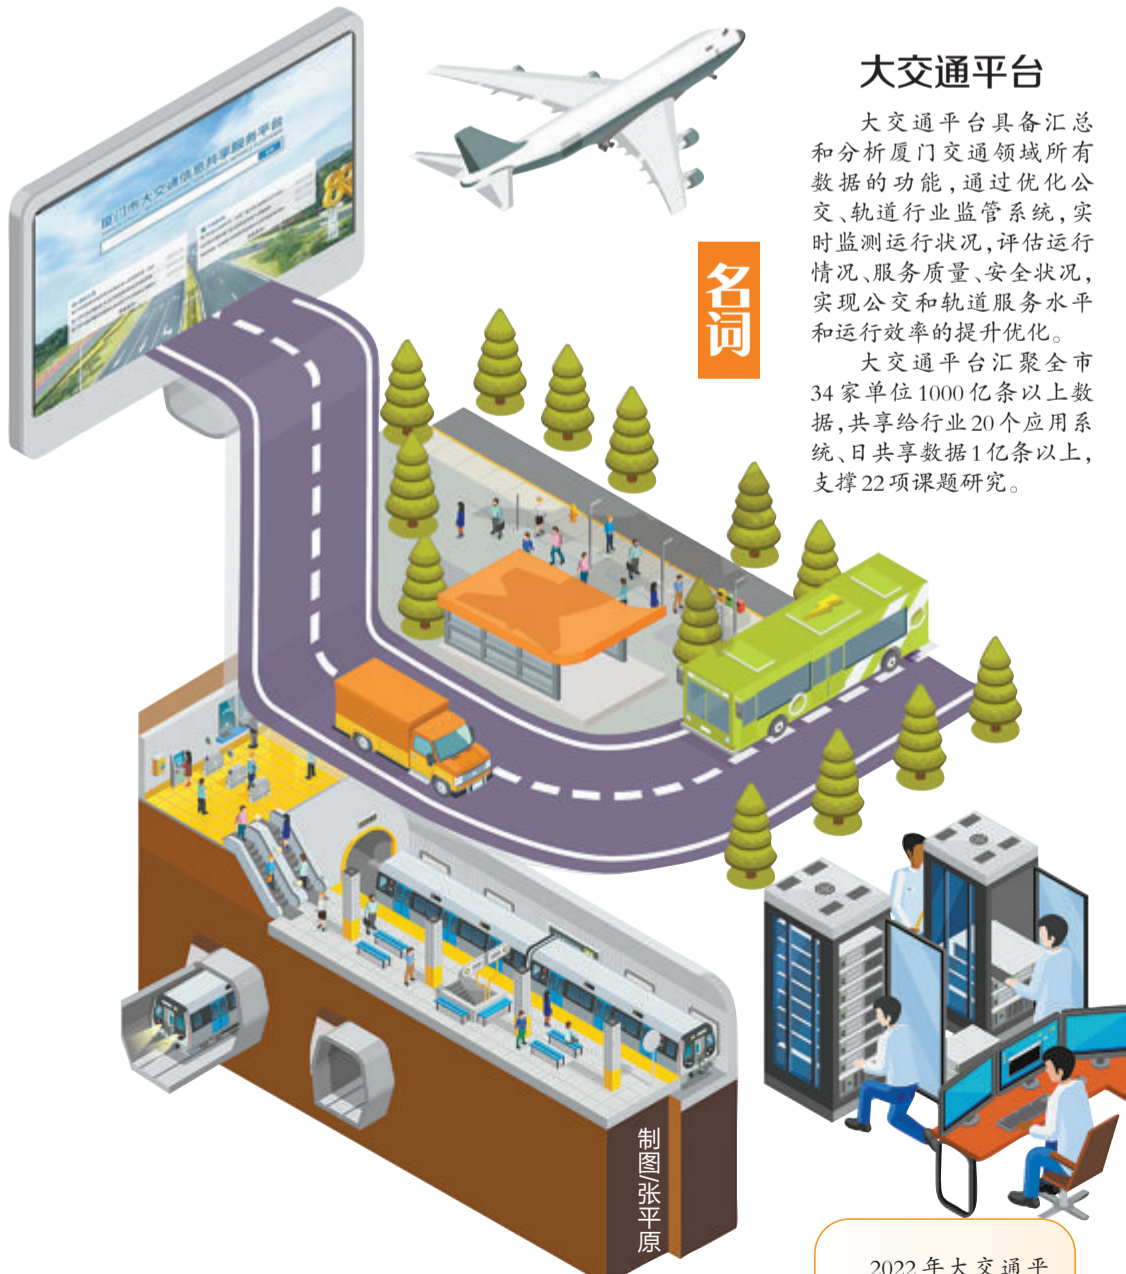 厦门市大交通信息共享服务平台
大交通平台
大交通平台具备汇总
和分析厦门交通领域所有
数据的功能，通过优化公
交、轨道行业监管系统，实
时监测运行状况，评估运行
情况、服务质量、安全状况，
实现公交和轨道服务水平
和运行效率的提升优化。
大交通平台汇聚全市
34家单位1000亿条以上数
据，共享给行业20个应用系
统、日共享数据1亿条以上，
支撑22项课题研究。
名词
制图/张平原
2022年大交通平